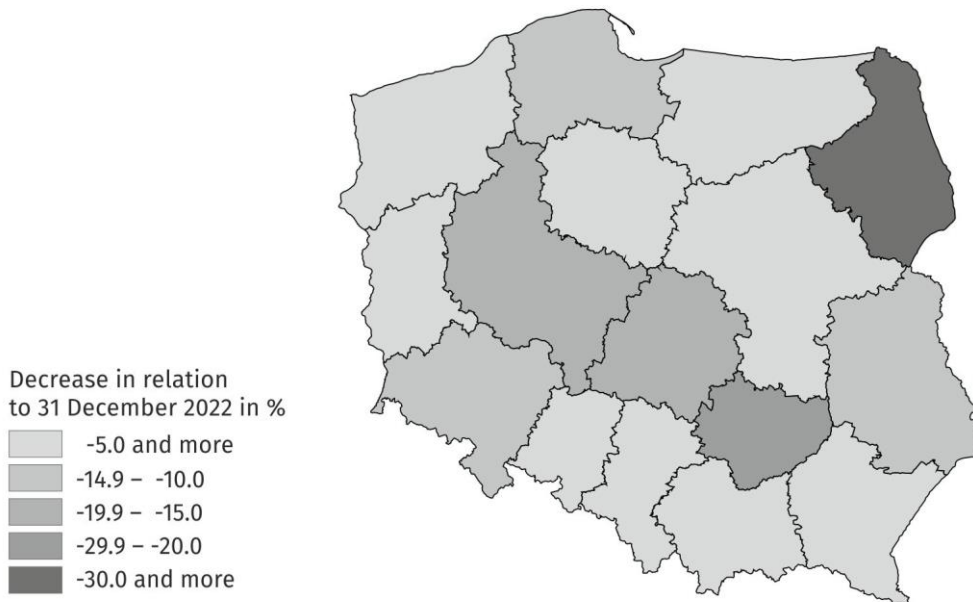 Decrease in relation
to 31 December 2022 in %
-5.0 and more
-14.9 – -10.0
-19.9 – -15.0
-29.9 – -20.0
-30.0 and more